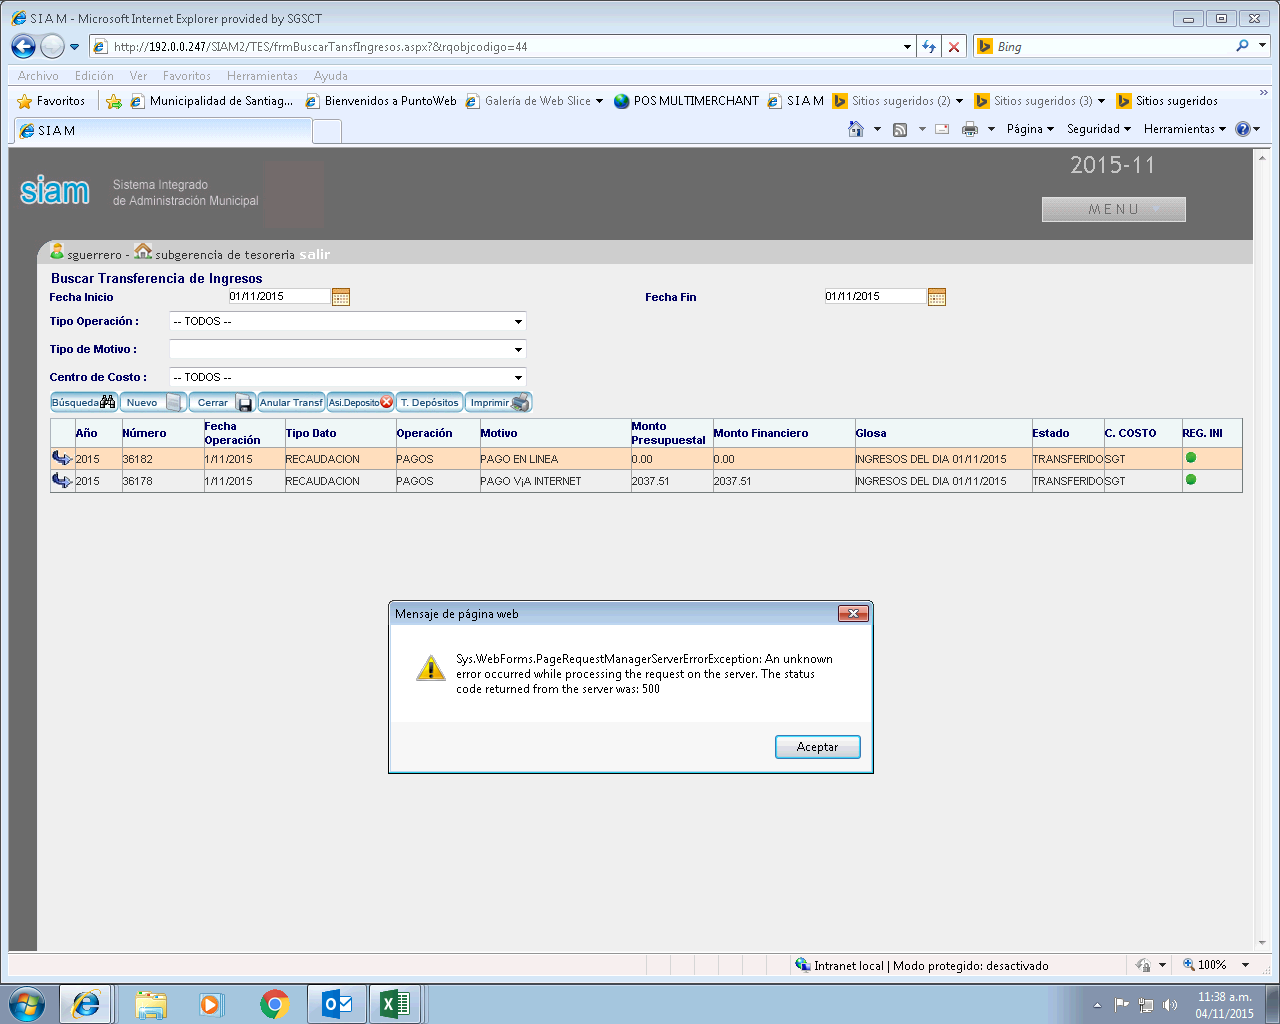 S I A M - Microsoft Internet Explorer provided by SGSCT
http://192.0.0.247/SIAM2/TES/frmBuscarTansfIngresos.aspx?&rqobjcodigo=44
Bing
Archivo Edición Ver Favoritos Herramientas Ayuda
Favoritos Municipalidad de Santiag... Bienvenidos a PuntoWeb Galería de Web Slice POS MULTIMERCHANT S I A M Sitios sugeridos (2) Sitios sugeridos (3) Sitios sugeridos
S I A M
Página Seguridad Herramientas
siam
Sistema Integrado
de Administración Municipal
2015-11
MENU
sguerrero - subgerencia de tesoreria salir
Buscar Transferencia de Ingresos
Fecha Inicio 01/11/2015 Fecha Fin 01/11/2015
Tipo Operación : -- TODOS --
Tipo de Motivo :
Centro de Costo : -- TODOS --
Búsqueda Nuevo Cerrar Anular Transf Asi.Deposito T. Depósitos Imprimir
Año Número Fecha Operación Tipo Dato Operación Motivo Monto Presupuestal Monto Financiero Glosa Estado C. COSTO REG. INI
2015 36182 1/11/2015 RECAUDACION PAGOS PAGO EN LINEA 0.00 0.00 INGRESOS DEL DIA 01/11/2015 TRANSFERIDO SGT
2015 36178 1/11/2015 RECAUDACION PAGOS PAGO V¡A INTERNET 2037.51 2037.51 INGRESOS DEL DIA 01/11/2015 TRANSFERIDO SGT
Mensaje de página web
Sys.WebForms.PageRequestManagerServerErrorException: An unknown
error occurred while processing the request on the server. The status
code returned from the server was: 500
Aceptar
Intranet local | Modo protegido: desactivado
100%
11:38 a.m.
04/11/2015